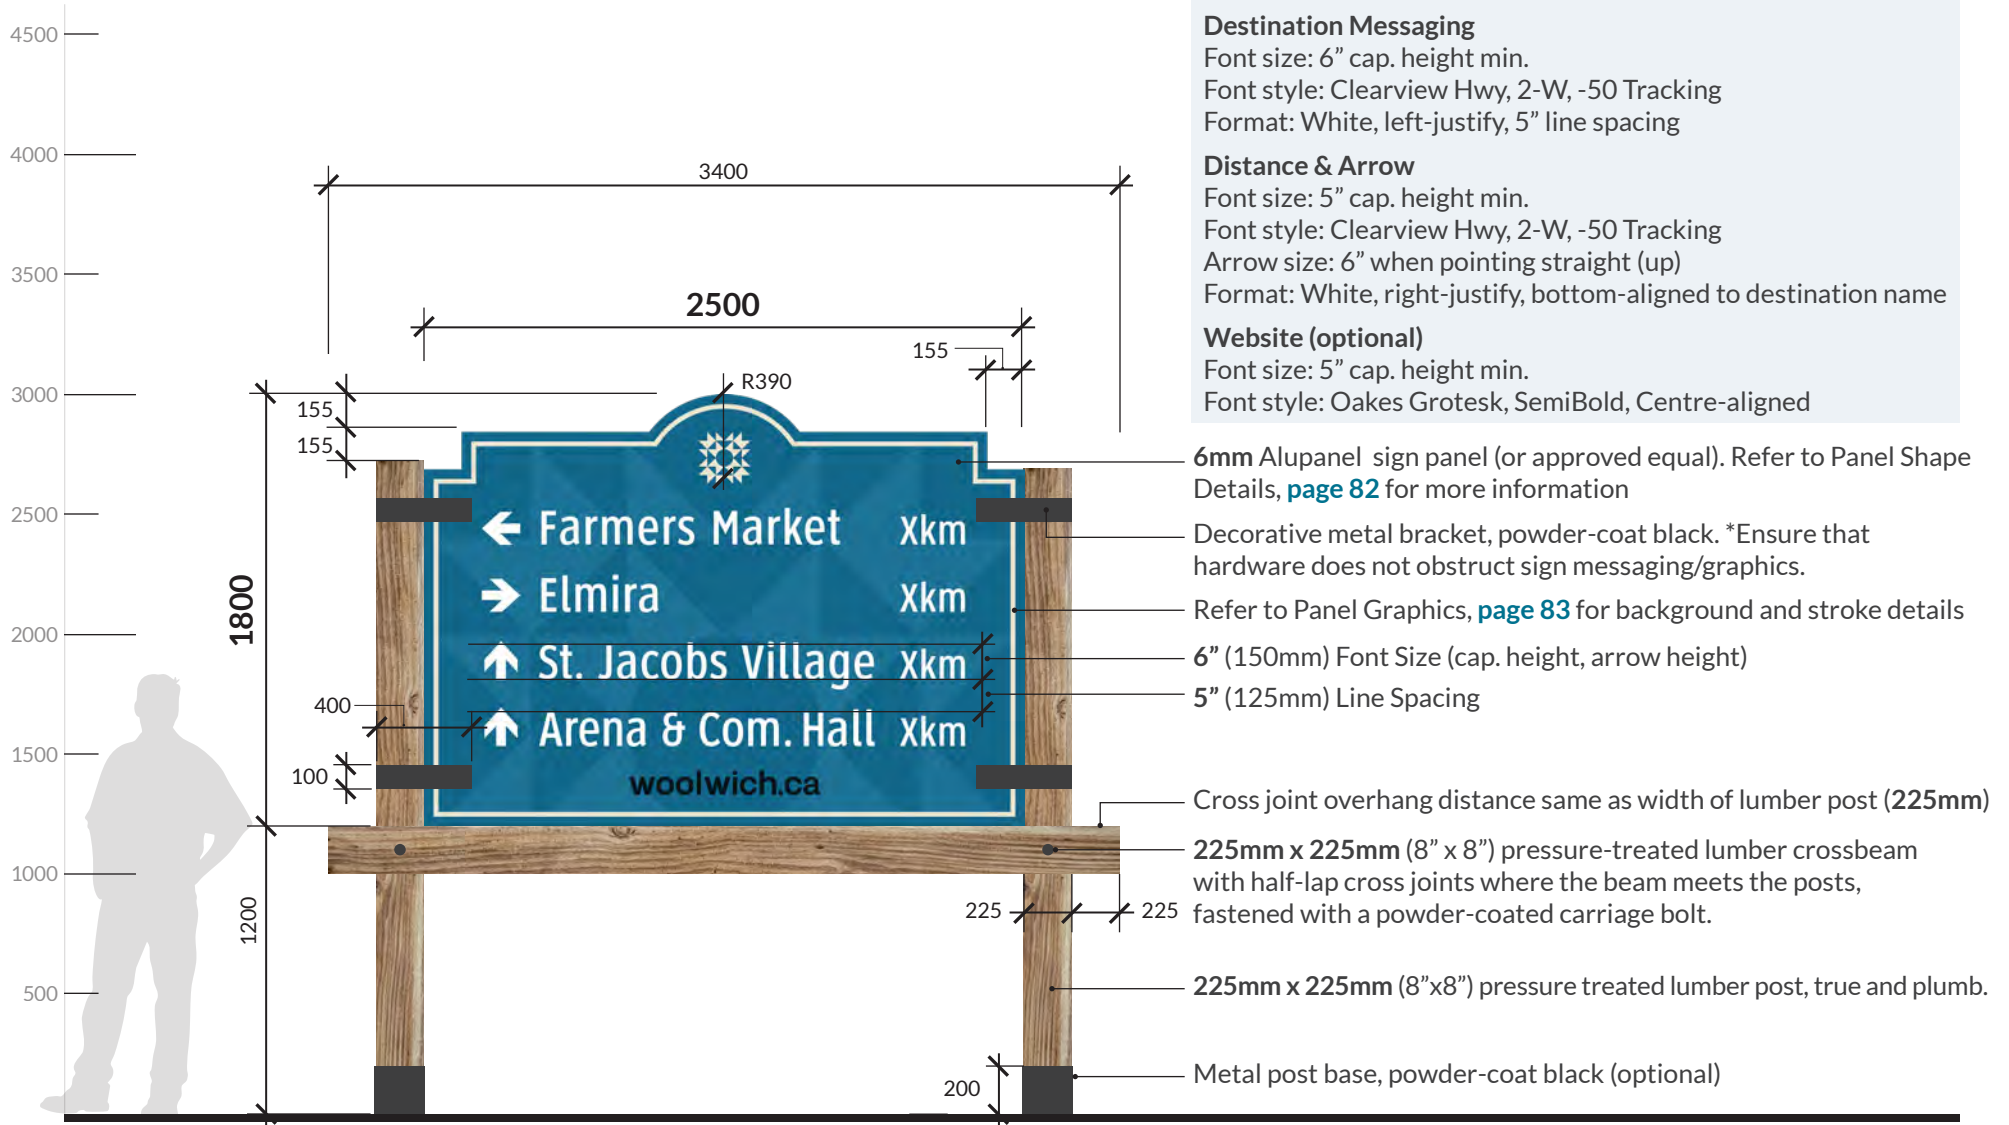 4500
4000
3500
3000
2500
2000
1500
1000
500
3400
2500
155
R390
155
155
1800
400
100
1200
225
225
200
Farmers Market Xkm
Elmira Xkm
St. Jacobs Village Xkm
Arena & Com. Hall Xkm
woolwich.ca
Destination Messaging
Font size: 6” cap. height min.
Font style: Clearview Hwy, 2-W, -50 Tracking
Format: White, left-justify, 5” line spacing
Distance & Arrow
Font size: 5” cap. height min.
Font style: Clearview Hwy, 2-W, -50 Tracking
Arrow size: 6” when pointing straight (up)
Format: White, right-justify, bottom-aligned to destination name
Website (optional)
Font size: 5” cap. height min.
Font style: Oakes Grotesk, SemiBold, Centre-aligned
6mm Alupanel sign panel (or approved equal). Refer to Panel Shape
Details, page 82 for more information
Decorative metal bracket, powder-coat black. *Ensure that
hardware does not obstruct sign messaging/graphics.
Refer to Panel Graphics, page 83 for background and stroke details
6” (150mm) Font Size (cap. height, arrow height)
5” (125mm) Line Spacing
Cross joint overhang distance same as width of lumber post (225mm)
225mm x 225mm (8” x 8”) pressure-treated lumber crossbeam
with half-lap cross joints where the beam meets the posts,
fastened with a powder-coated carriage bolt.
225mm x 225mm (8”x8”) pressure treated lumber post, true and plumb.
Metal post base, powder-coat black (optional)